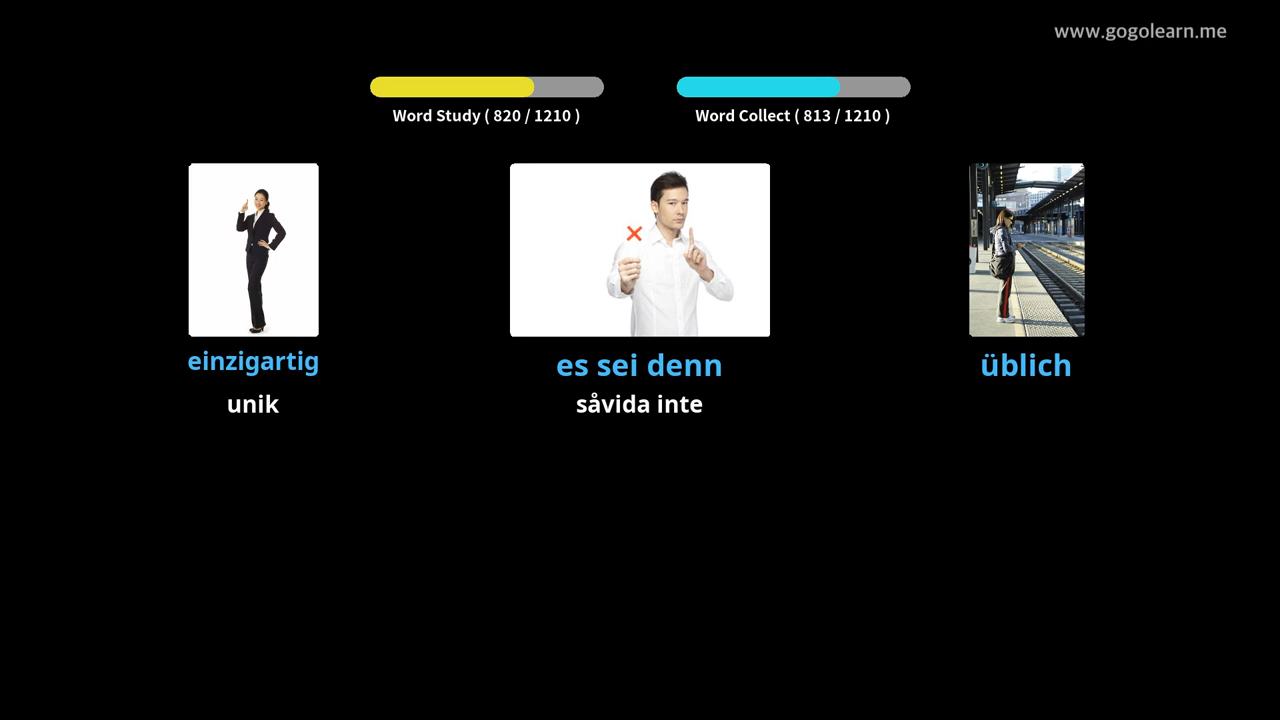 www.gogolearn.me
Word Study ( 820 / 1210 )
Word Collect ( 813 / 1210 )
einzigartig
es sei denn
üblich
unik
såvida inte